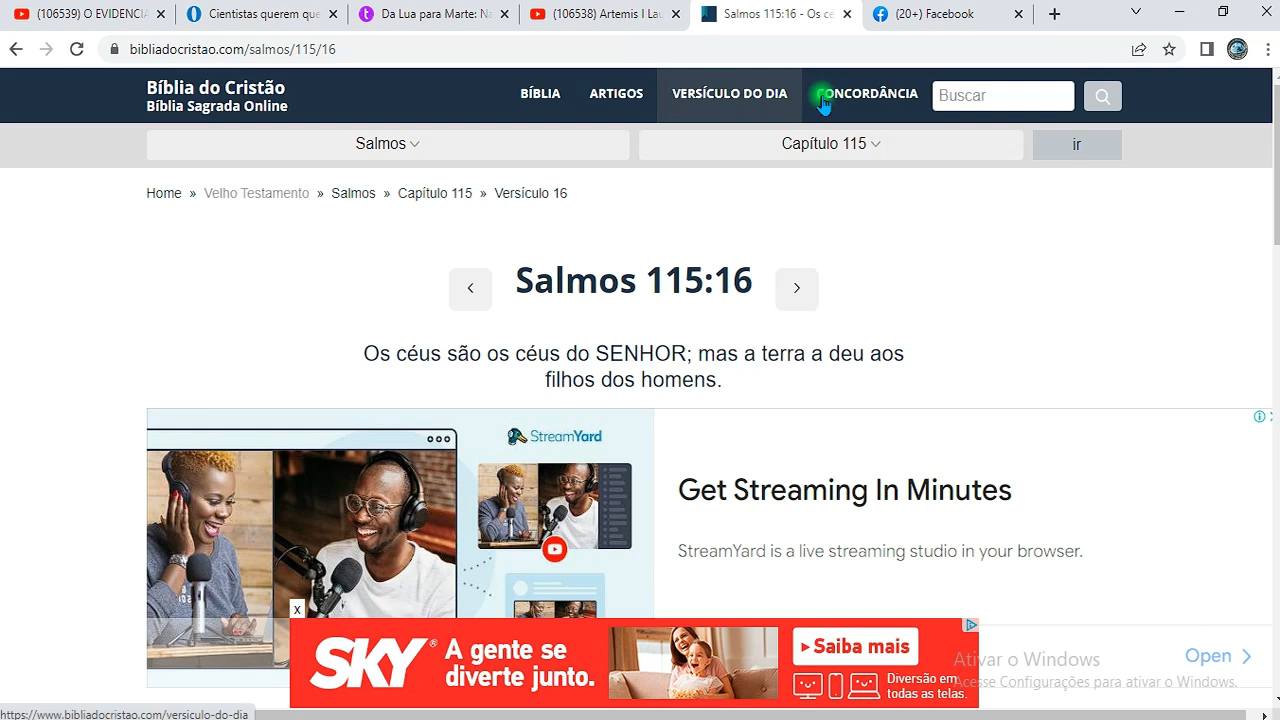 (106539) O EVIDENCIA
Cientistas querem que
Da Lua para Marte: Na
(106538) Artemis I Lau
Salmos 115:16 - Os cé
(20+) Facebook
bibliadocristao.com/salmos/115/16
Bíblia do Cristão
Bíblia Sagrada Online
BÍBLIA
ARTIGOS
VERSÍCULO DO DIA
CONCORDÂNCIA
Buscar
Salmos
Capítulo 115
ir
Home » Velho Testamento » Salmos » Capítulo 115 » Versículo 16
Salmos 115:16
Os céus são os céus do SENHOR; mas a terra a deu aos
filhos dos homens.
StreamYard
Get Streaming In Minutes
StreamYard is a live streaming studio in your browser.
x
SKY
A gente se
diverte junto.
Saiba mais
Diversão em
todas as telas.
Ativar o Windows
Acesse Configurações para ativar o Windows.
Open
https://www.bibliadocristao.com/versiculo-do-dia